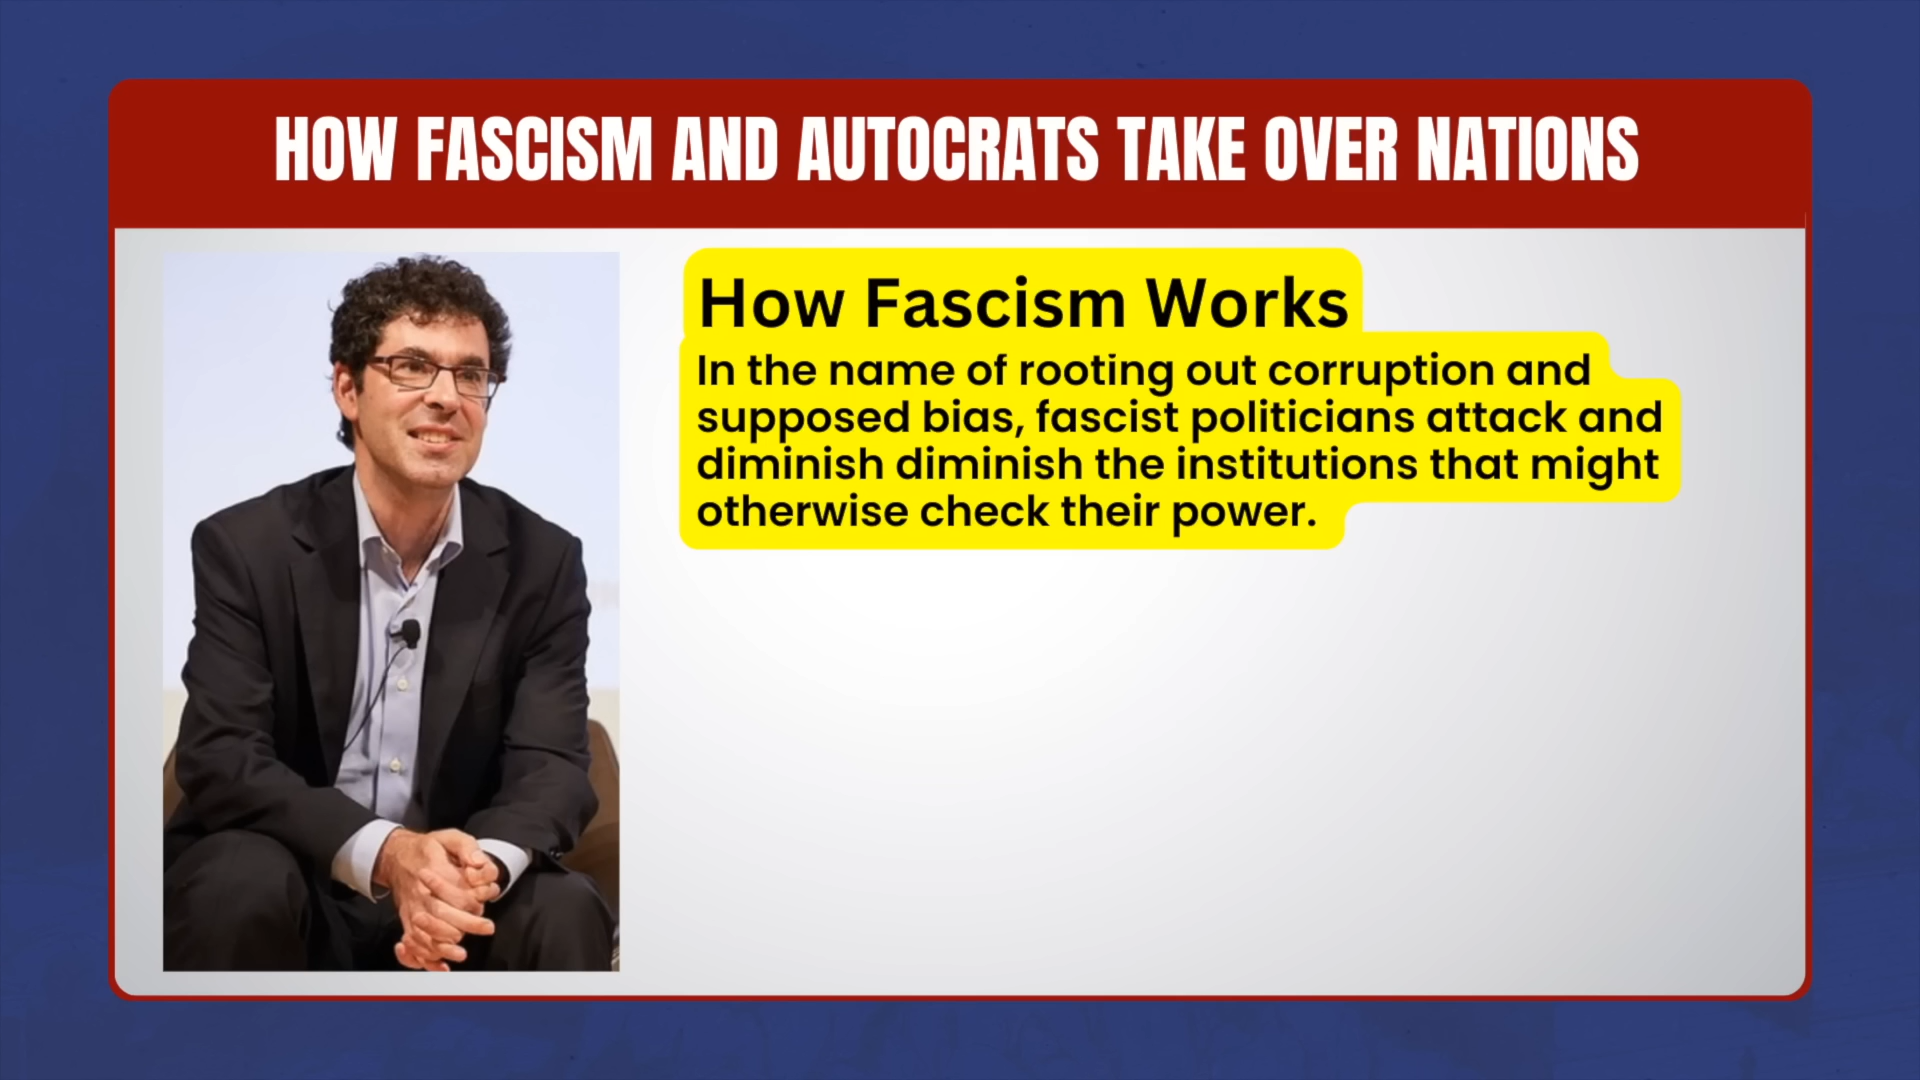 HOW FASCISM AND AUTOCRATS TAKE OVER NATIONS
How Fascism Works
In the name of rooting out corruption and
supposed bias, fascist politicians attack and
diminish diminish the institutions that might
otherwise check their power.